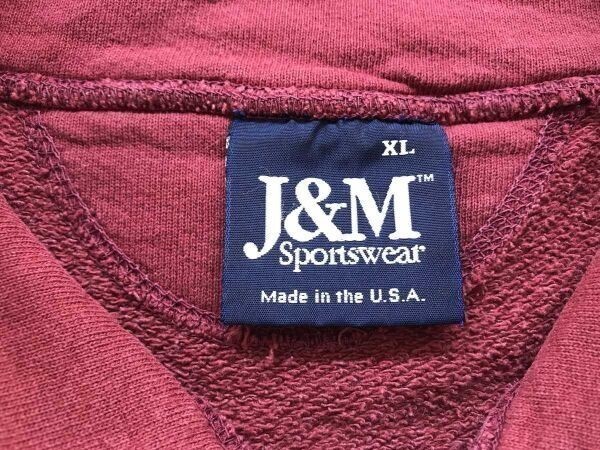 XL
J&M™
Sportswear
Made in the U.S.A.